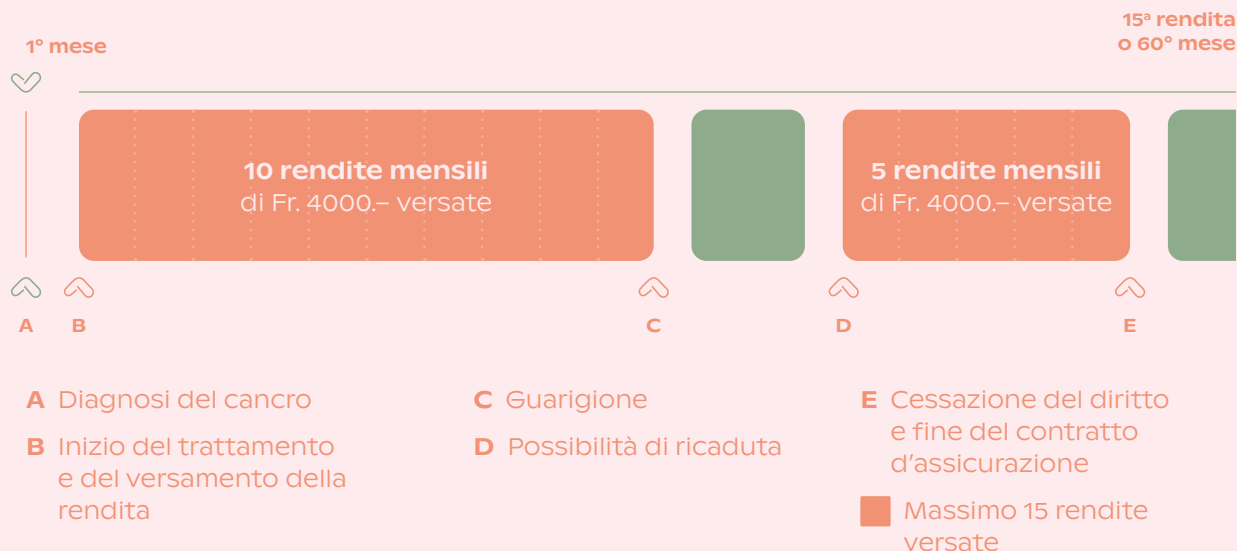 1° mese
15ª rendita
o 60° mese
10 rendite mensili
di Fr. 4000.– versate
5 rendite mensili
di Fr. 4000.– versate
A
B
C
D
E
A Diagnosi del cancro
B Inizio del trattamento
e del versamento della
rendita
C Guarigione
D Possibilità di ricaduta
E Cessazione del diritto
e fine del contratto
d'assicurazione
Massimo 15 rendite
versate